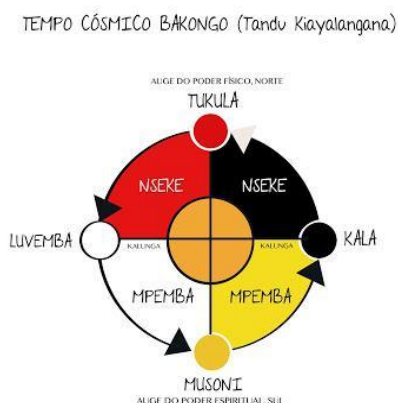 TEMPO CÓSMICO BAKONGO (Tandu Kiayalangana)
AUGE DO PODER FÍSICO, NORTE
TUKULA
NSEKE NSEKE
LUVEMBA KALUNGA KALUNGA KALA
MPEMBA MPEMBA
MUSONI
AUGE DO PODER ESPIRITUAL, SUL